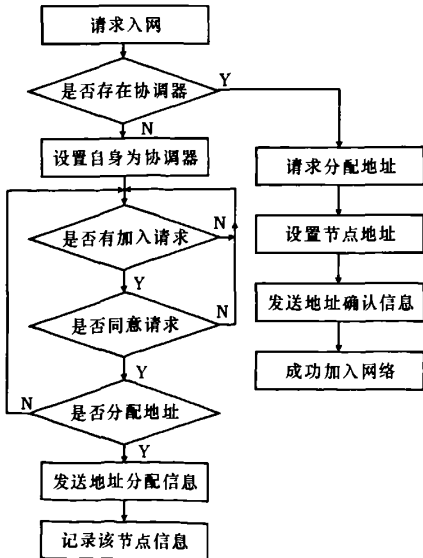 请求入网
是否存在协调器
Y
N
设置自身为协调器
请求分配地址
是否有加入请求
N
设置节点地址
Y
是否同意请求
N
发送地址确认信息
Y
成功加入网络
N
是否分配地址
Y
发送地址分配信息
记录该节点信息